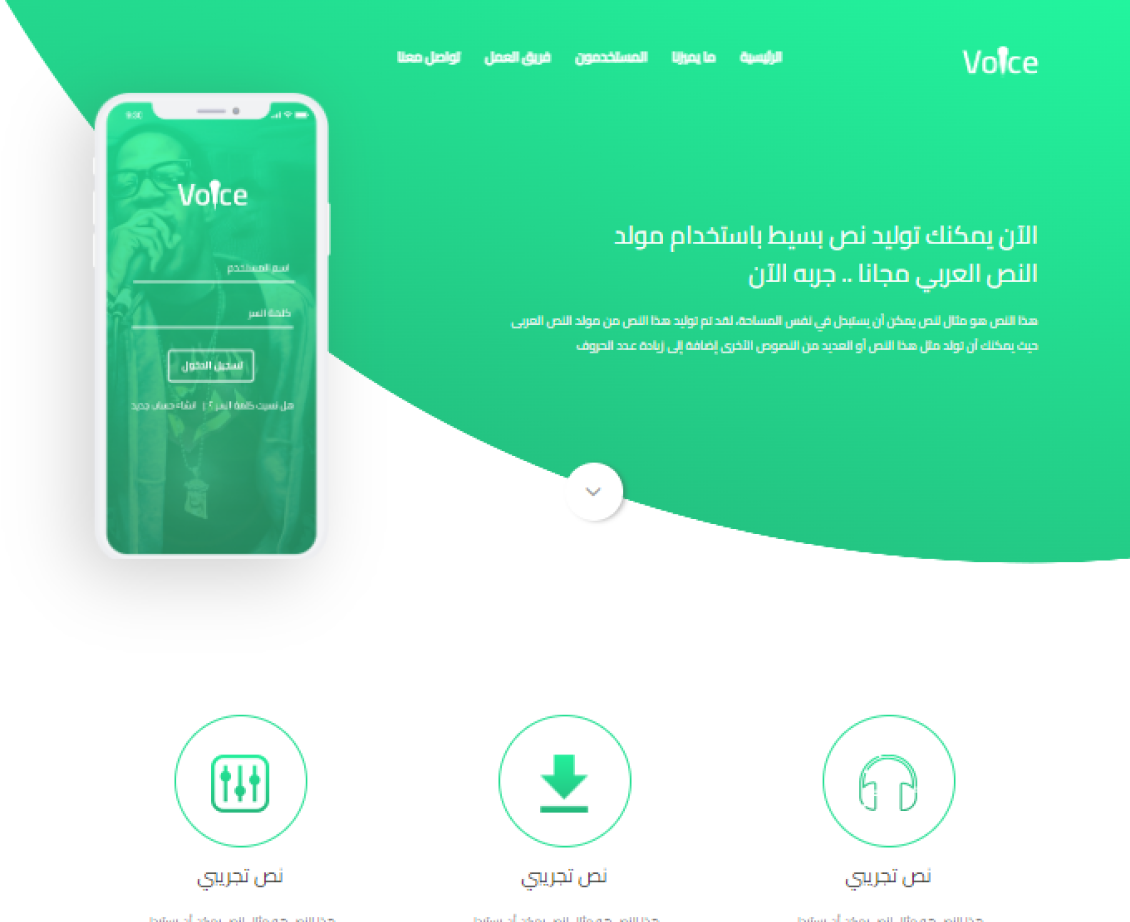 Voice
الرئيسية
ما يميزنا
المستخدمون
فريق العمل
تواصل معنا
9:30
Voice
اسم المستخدم
كلمة السر
تسجيل الدخول
هل نسيت كلمة السر ؟ | انشاء حساب جديد
الآن يمكنك توليد نص بسيط باستخدام مولد
النص العربي مجانا .. جربه الآن
هذا النص هو مثال لنص يمكن أن يستبدل في نفس المساحة، لقد تم توليد هذا النص من مولد النص العربى
حيث يمكنك أن تولد مثل هذا النص أو العديد من النصوص الأخرى إضافة إلى زيادة عدد الحروف
نص تجريبي
نص تجريبي
نص تجريبي